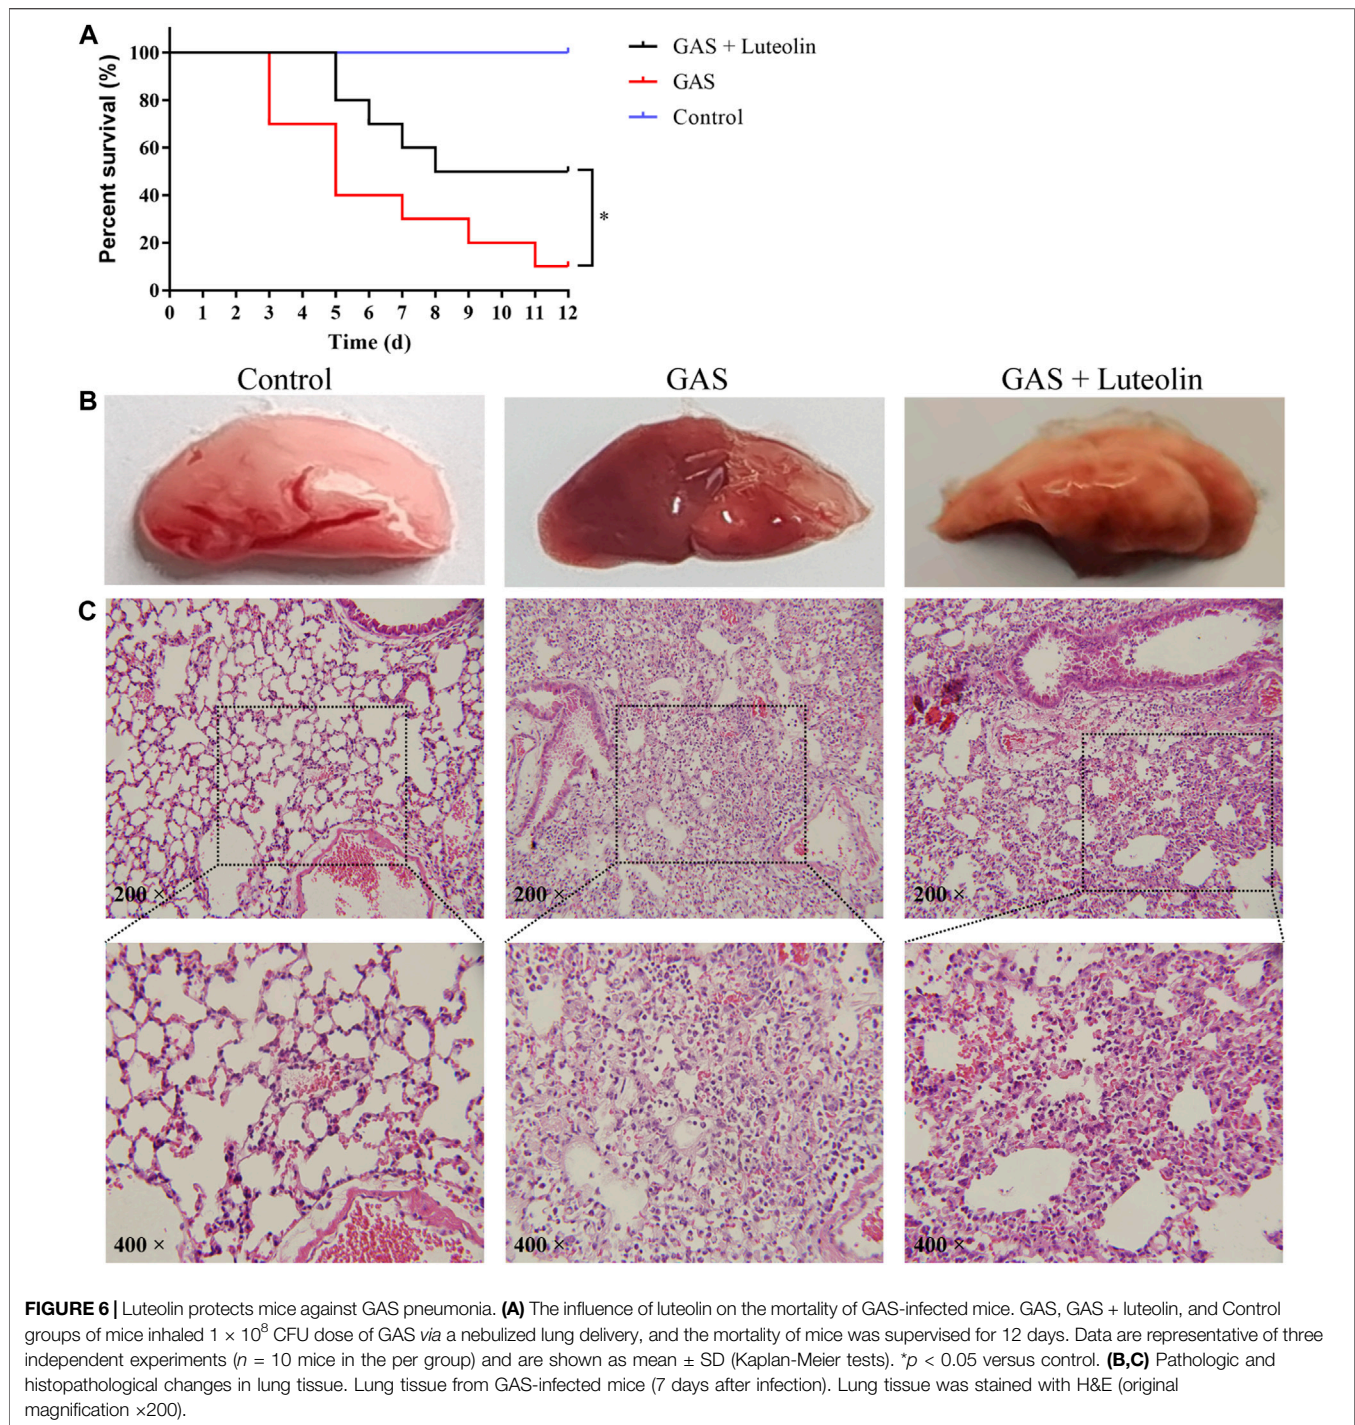 A
Percent survival (%)
100
80
60
40
20
0
0 1 2 3 4 5 6 7 8 9 10 11 12
Time (d)
GAS + Luteolin
GAS
Control
*
Control GAS GAS + Luteolin
B
C
200 × 200 × 200 ×
400 × 400 × 400 ×
FIGURE 6 | Luteolin protects mice against GAS pneumonia. (A) The influence of luteolin on the mortality of GAS-infected mice. GAS, GAS + luteolin, and Control
groups of mice inhaled 1 × 10⁸ CFU dose of GAS via a nebulized lung delivery, and the mortality of mice was supervised for 12 days. Data are representative of three
independent experiments (n = 10 mice in the per group) and are shown as mean ± SD (Kaplan-Meier tests). *p < 0.05 versus control. (B,C) Pathologic and
histopathological changes in lung tissue. Lung tissue from GAS-infected mice (7 days after infection). Lung tissue was stained with H&E (original
magnification ×200).